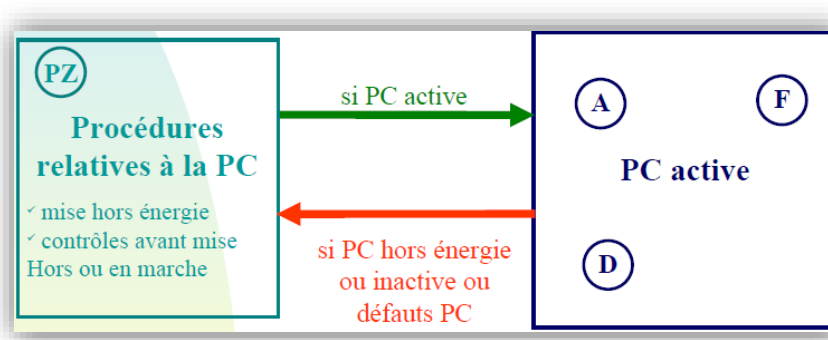 PZ
Procédures
relatives à la PC
✓ mise hors énergie
✓ contrôles avant mise
Hors ou en marche
si PC active
si PC hors énergie
ou inactive ou
défauts PC
A
F
PC active
D